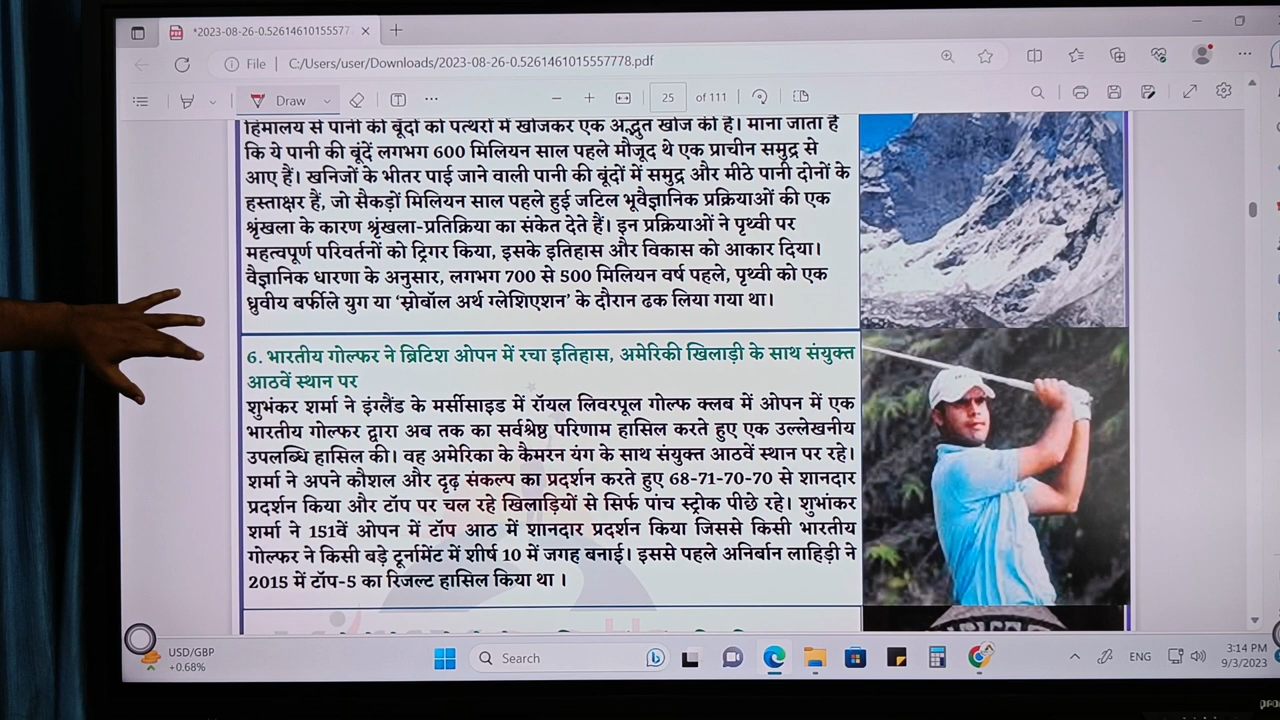 *2023-08-26-0.52614610155577
File | C:/Users/user/Downloads/2023-08-26-0.5261461015557778.pdf
Draw
25 of 111
हिमालय से पानी की बूंदों को पत्थरों में खोजकर एक अद्भुत खोज की है। माना जाता है
कि ये पानी की बूंदें लगभग 600 मिलियन साल पहले मौजूद थे एक प्राचीन समुद्र से
आए हैं। खनिजों के भीतर पाई जाने वाली पानी की बूंदों में समुद्र और मीठे पानी दोनों के
हस्ताक्षर हैं, जो सैकड़ों मिलियन साल पहले हुई जटिल भूवैज्ञानिक प्रक्रियाओं की एक
श्रृंखला के कारण श्रृंखला-प्रतिक्रिया का संकेत देते हैं। इन प्रक्रियाओं ने पृथ्वी पर
महत्वपूर्ण परिवर्तनों को ट्रिगर किया, इसके इतिहास और विकास को आकार दिया।
वैज्ञानिक धारणा के अनुसार, लगभग 700 से 500 मिलियन वर्ष पहले, पृथ्वी को एक
ध्रुवीय बर्फीले युग या ‘स्नोबॉल अर्थ ग्लेशिएशन’ के दौरान ढक लिया गया था।
6. भारतीय गोल्फर ने ब्रिटिश ओपन में रचा इतिहास, अमेरिकी खिलाड़ी के साथ संयुक्त
आठवें स्थान पर
शुभंकर शर्मा ने इंग्लैंड के मर्सीसाइड में रॉयल लिवरपूल गोल्फ क्लब में ओपन में एक
भारतीय गोल्फर द्वारा अब तक का सर्वश्रेष्ठ परिणाम हासिल करते हुए एक उल्लेखनीय
उपलब्धि हासिल की। वह अमेरिका के कैमरन यंग के साथ संयुक्त आठवें स्थान पर रहे।
शर्मा ने अपने कौशल और दृढ़ संकल्प का प्रदर्शन करते हुए 68-71-70-70 से शानदार
प्रदर्शन किया और टॉप पर चल रहे खिलाड़ियों से सिर्फ पांच स्ट्रोक पीछे रहे। शुभांकर
शर्मा ने 151वें ओपन में टॉप आठ में शानदार प्रदर्शन किया जिससे किसी भारतीय
गोल्फर ने किसी बड़े टूर्नामेंट में शीर्ष 10 में जगह बनाई। इससे पहले अनिर्बान लाहिड़ी ने
2015 में टॉप-5 का रिजल्ट हासिल किया था ।
USD/GBP
+0.68%
Search
ENG
3:14 PM
9/3/2023